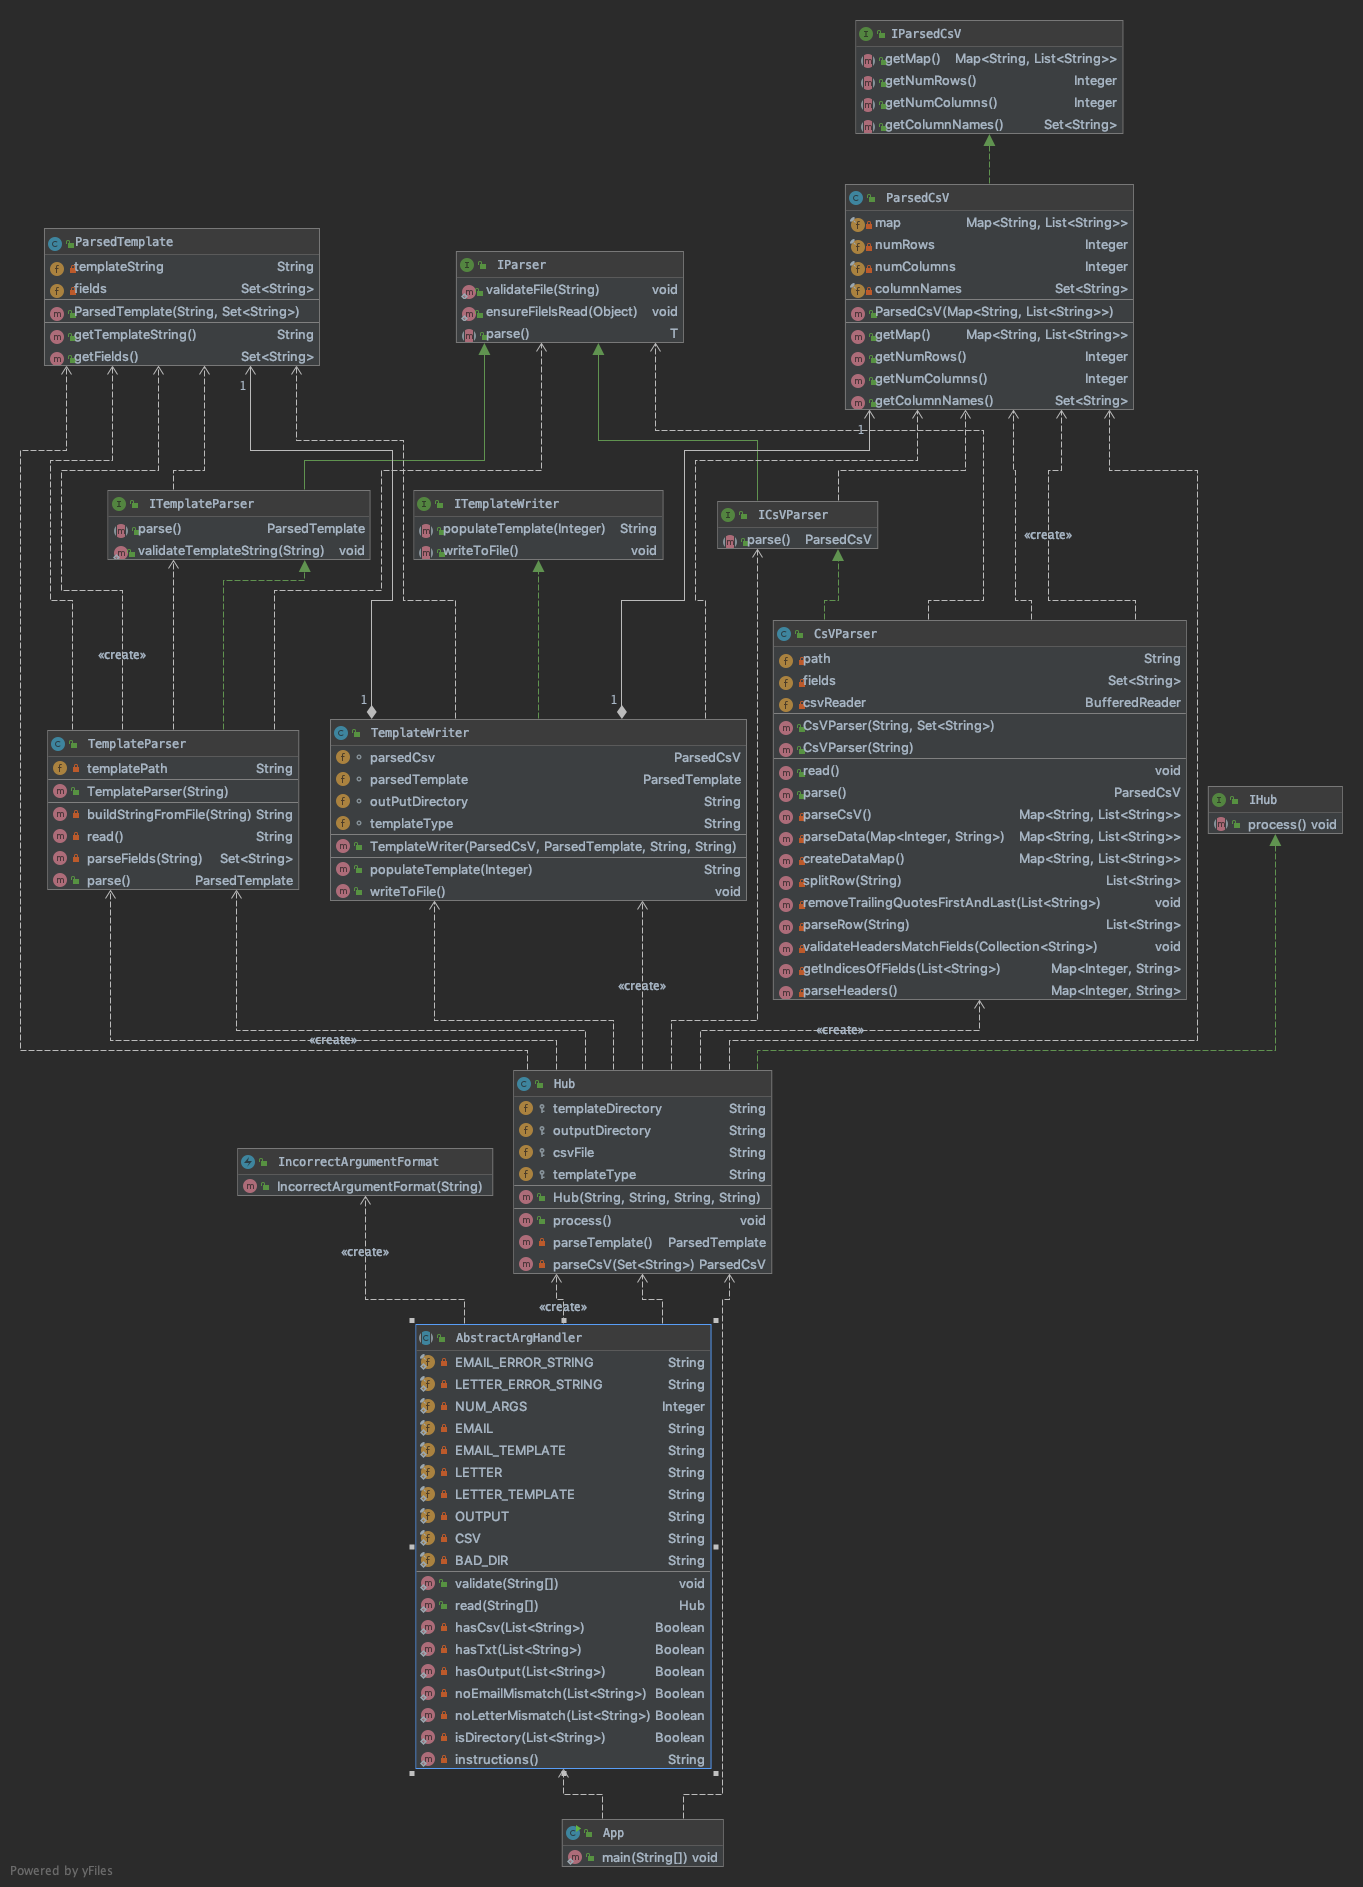 IParsedCsV
getMap() Map<String, List<String>>
getNumRows() Integer
getNumColumns() Integer
getColumnNames() Set<String>
ParsedCsV
map Map<String, List<String>>
numRows Integer
numColumns Integer
columnNames Set<String>
ParsedCsV(Map<String, List<String>>)
getMap() Map<String, List<String>>
getNumRows() Integer
getNumColumns() Integer
getColumnNames() Set<String>
ParsedTemplate
templateString String
fields Set<String>
ParsedTemplate(String, Set<String>)
getTemplateString() String
getFields() Set<String>
IParser
validateFile(String) void
ensureFileIsRead(Object) void
parse() T
1
1
ITemplateParser
parse() ParsedTemplate
validateTemplateString(String) void
ITemplateWriter
populateTemplate(Integer) String
writeToFile() void
ICsVParser
parse() ParsedCsV
«create»
«create»
1
1
CsVParser
path String
fields Set<String>
csvReader BufferedReader
CsVParser(String, Set<String>)
CsVParser(String)
read() void
parse() ParsedCsV
parseCsV() Map<String, List<String>>
parseData(Map<Integer, String>) Map<String, List<String>>
createDataMap() Map<String, List<String>>
splitRow(String) List<String>
removeTrailingQuotesFirstAndLast(List<String>) void
parseRow(String) List<String>
validateHeadersMatchFields(Collection<String>) void
getIndicesOfFields(List<String>) Map<Integer, String>
parseHeaders() Map<Integer, String>
TemplateParser
templatePath String
TemplateParser(String)
buildStringFromFile(String) String
read() String
parseFields(String) Set<String>
parse() ParsedTemplate
TemplateWriter
parsedCsv ParsedCsV
parsedTemplate ParsedTemplate
outPutDirectory String
templateType String
TemplateWriter(ParsedCsV, ParsedTemplate, String, String)
populateTemplate(Integer) String
writeToFile() void
IHub
process() void
«create»
«create»
«create»
Hub
templateDirectory String
outputDirectory String
csvFile String
templateType String
Hub(String, String, String, String)
process() void
parseTemplate() ParsedTemplate
parseCsV(Set<String>) ParsedCsV
IncorrectArgumentFormat
IncorrectArgumentFormat(String)
«create»
«create»
AbstractArgHandler
EMAIL_ERROR_STRING String
LETTER_ERROR_STRING String
NUM_ARGS Integer
EMAIL String
EMAIL_TEMPLATE String
LETTER String
LETTER_TEMPLATE String
OUTPUT String
CSV String
BAD_DIR String
validate(String[]) void
read(String[]) Hub
hasCsv(List<String>) Boolean
hasTxt(List<String>) Boolean
hasOutput(List<String>) Boolean
noEmailMismatch(List<String>) Boolean
noLetterMismatch(List<String>) Boolean
isDirectory(List<String>) Boolean
instructions() String
App
main(String[]) void
Powered by yFiles